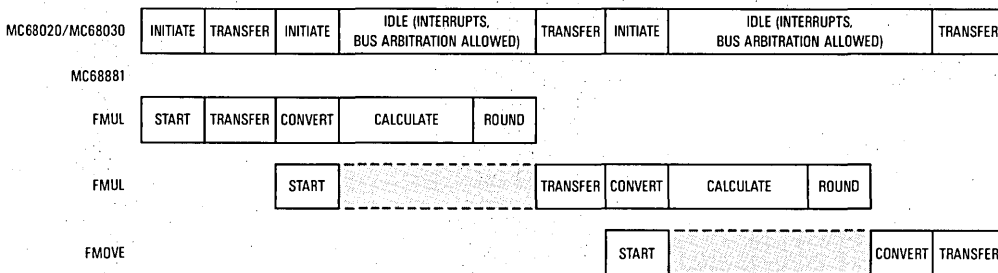 MC68020/MC68030 INITIATE TRANSFER INITIATE IDLE (INTERRUPTS, BUS ARBITRATION ALLOWED) TRANSFER INITIATE IDLE (INTERRUPTS, BUS ARBITRATION ALLOWED) TRANSFER
MC68881
FMUL START TRANSFER CONVERT CALCULATE ROUND
FMUL START TRANSFER CONVERT CALCULATE ROUND
FMOVE START CONVERT TRANSFER